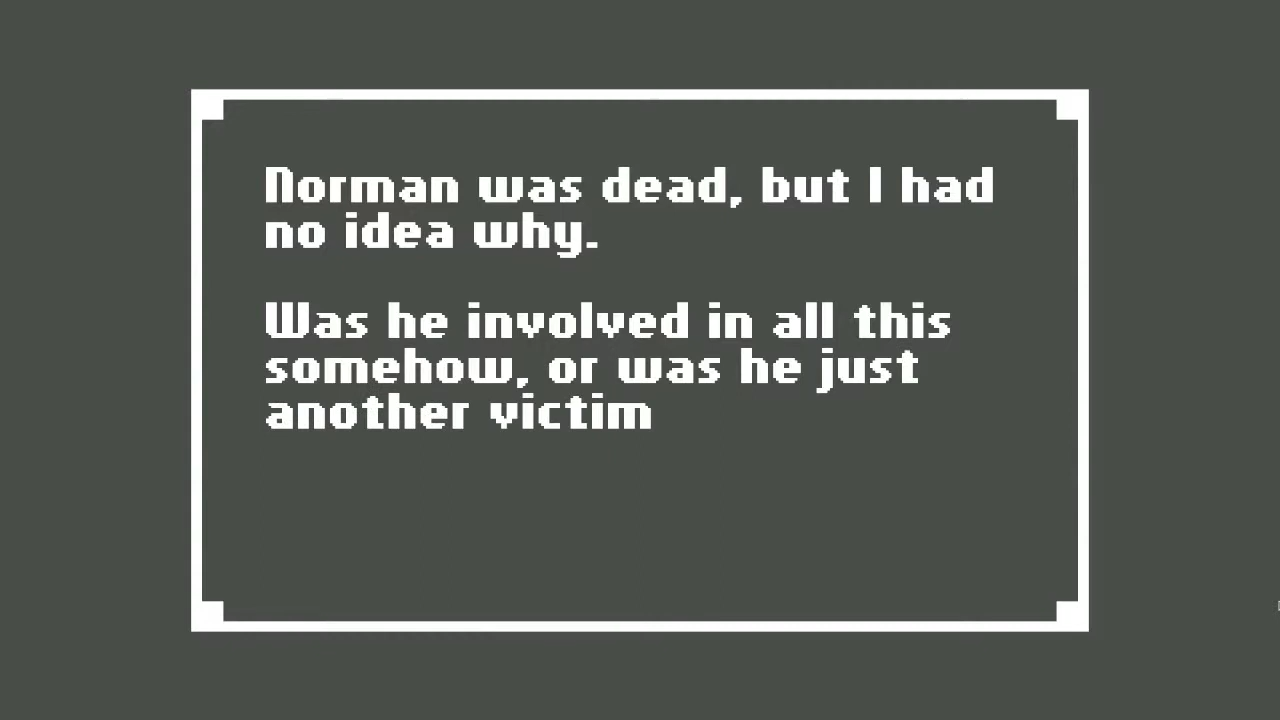 Norman was dead, but I had
no idea why.
Was he involved in all this
somehow, or was he just
another victim